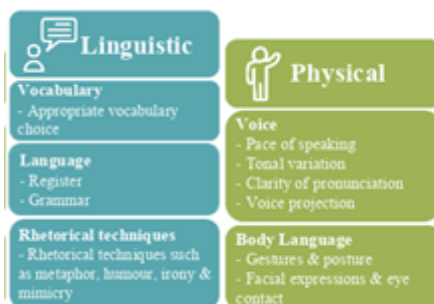 Linguistic
Vocabulary
- Appropriate vocabulary
choice
Language
- Register
- Grammar
Rhetorical techniques
- Rhetorical techniques such
as metaphor, humour, irony &
mimicry
Physical
Voice
- Pace of speaking
- Tonal variation
- Clarity of pronunciation
- Voice projection
Body Language
- Gestures & posture
- Facial expressions & eye
contact